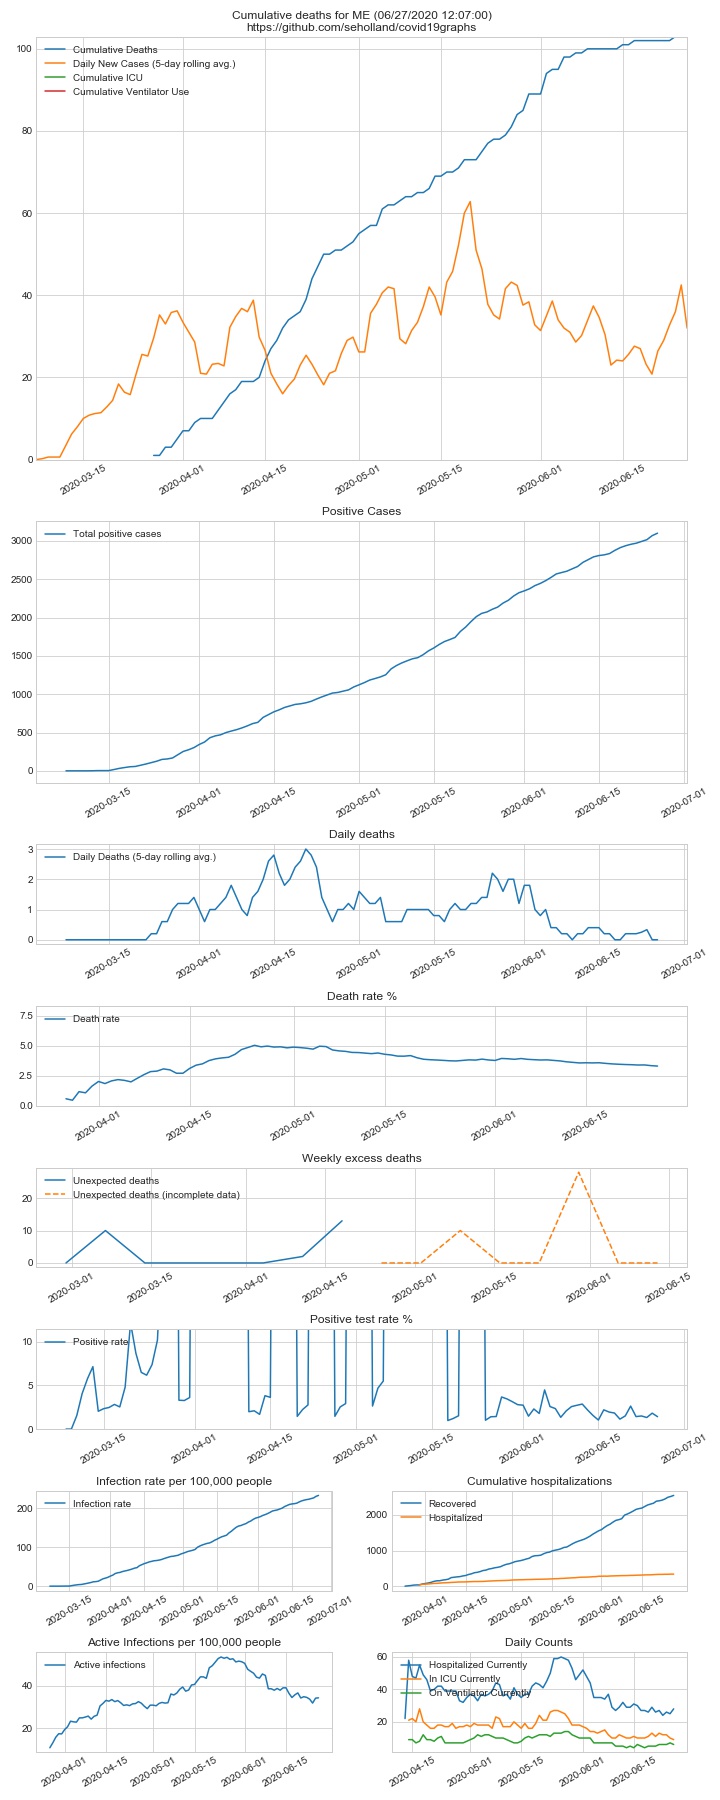 Cumulative deaths for ME (06/27/2020 12:07:00)
https://github.com/seholland/covid19graphs
Cumulative Deaths
Daily New Cases (5-day rolling avg.)
Cumulative ICU
Cumulative Ventilator Use
100
80
60
40
20
0
2020-03-15 2020-04-01 2020-04-15 2020-05-01 2020-05-15 2020-06-01 2020-06-15
Positive Cases
Total positive cases
3000
2500
2000
1500
1000
500
0
2020-03-15 2020-04-01 2020-04-15 2020-05-01 2020-05-15 2020-06-01 2020-06-15 2020-07-01
Daily deaths
Daily Deaths (5-day rolling avg.)
3
2
1
0
2020-03-15 2020-04-01 2020-04-15 2020-05-01 2020-05-15 2020-06-01 2020-06-15 2020-07-01
Death rate %
Death rate
7.5
5.0
2.5
0.0
2020-04-01 2020-04-15 2020-05-01 2020-05-15 2020-06-01 2020-06-15
Weekly excess deaths
Unexpected deaths
Unexpected deaths (incomplete data)
20
10
0
2020-03-01 2020-03-15 2020-04-01 2020-04-15 2020-05-01 2020-05-15 2020-06-01 2020-06-15
Positive test rate %
Positive rate
10
5
0
2020-03-15 2020-04-01 2020-04-15 2020-05-01 2020-05-15 2020-06-01 2020-06-15 2020-07-01
Infection rate per 100,000 people
Infection rate
200
100
0
2020-03-15 2020-04-01 2020-04-15 2020-05-01 2020-05-15 2020-06-01 2020-06-15 2020-07-01
Cumulative hospitalizations
Recovered
Hospitalized
2000
1000
0
2020-04-01 2020-04-15 2020-05-01 2020-05-15 2020-06-01 2020-06-15
Active Infections per 100,000 people
Active infections
40
20
2020-04-01 2020-04-15 2020-05-01 2020-05-15 2020-06-01 2020-06-15
Daily Counts
Hospitalized Currently
In ICU Currently
On Ventilator Currently
60
40
20
2020-04-15 2020-05-01 2020-05-15 2020-06-01 2020-06-15